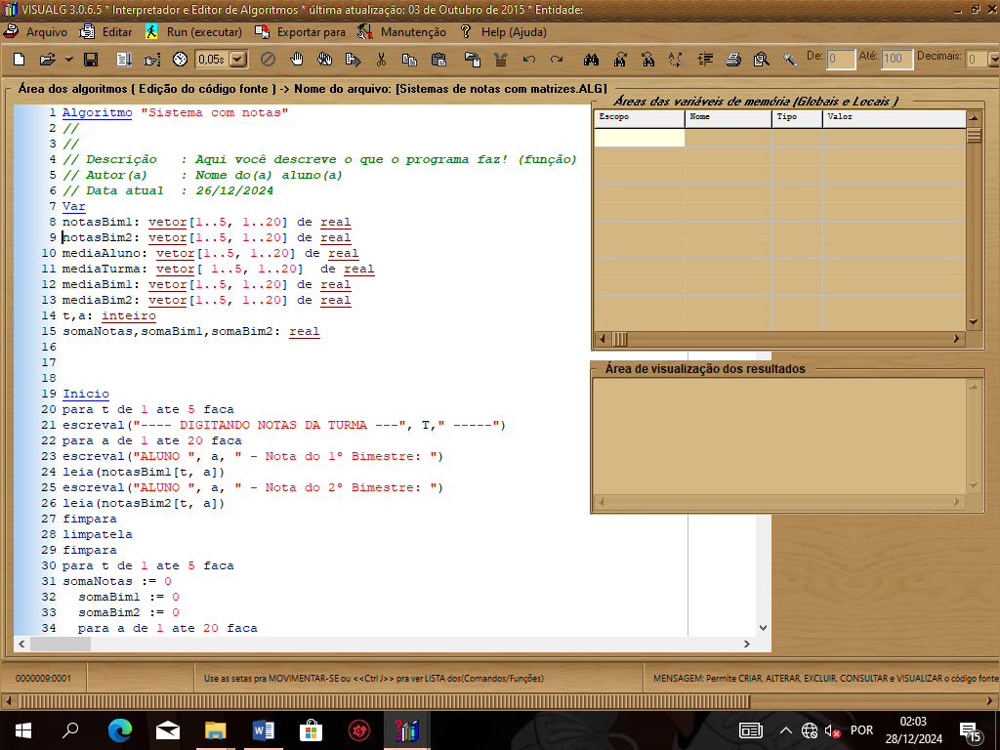 VISUALG 3.0.6.5 * Interpretador e Editor de Algoritmos * última atualização: 03 de Outubro de 2015 * Entidade:
Arquivo Editar Run (executar) Exportar para Manutenção Help (Ajuda)
0,05s De: 0 Até: 100 Decimais: 0
Área dos algoritmos ( Edição do código fonte ) -> Nome do arquivo: [Sistemas de notas com matrizes.ALG]
1 Algoritmo "Sistema com notas"
2 //
3 //
4 // Descrição   : Aqui você descreve o que o programa faz! (função)
5 // Autor(a)    : Nome do(a) aluno(a)
6 // Data atual  : 26/12/2024
7 Var
8 notasBim1: vetor[1..5, 1..20] de real
9 notasBim2: vetor[1..5, 1..20] de real
10 mediaAluno: vetor[1..5, 1..20] de real
11 mediaTurma: vetor[ 1..5, 1..20]  de real
12 mediaBim1: vetor[1..5, 1..20] de real
13 mediaBim2: vetor[1..5, 1..20] de real
14 t,a: inteiro
15 somaNotas,somaBim1,somaBim2: real
16
17
18
19 Inicio
20 para t de 1 ate 5 faca
21 escreval("---- DIGITANDO NOTAS DA TURMA ---", T," -----")
22 para a de 1 ate 20 faca
23 escreval("ALUNO ", a, " - Nota do 1º Bimestre: ")
24 leia(notasBim1[t, a])
25 escreval("ALUNO ", a, " - Nota do 2º Bimestre: ")
26 leia(notasBim2[t, a])
27 fimpara
28 limpatela
29 fimpara
30 para t de 1 ate 5 faca
31 somaNotas := 0
32   somaBim1 := 0
33   somaBim2 := 0
34   para a de 1 ate 20 faca
Áreas das variáveis de memória (Globais e Locais )
Escopo Nome Tipo Valor
Área de visualização dos resultados
0000009:0001 Use as setas pra MOVIMENTAR-SE ou <<Ctrl J>> pra ver LISTA dos(Comandos/Funções) MENSAGEM: Permite CRIAR, ALTERAR, EXCLUIR, CONSULTAR e VISUALIZAR o código fonte
POR 02:03
28/12/2024
15